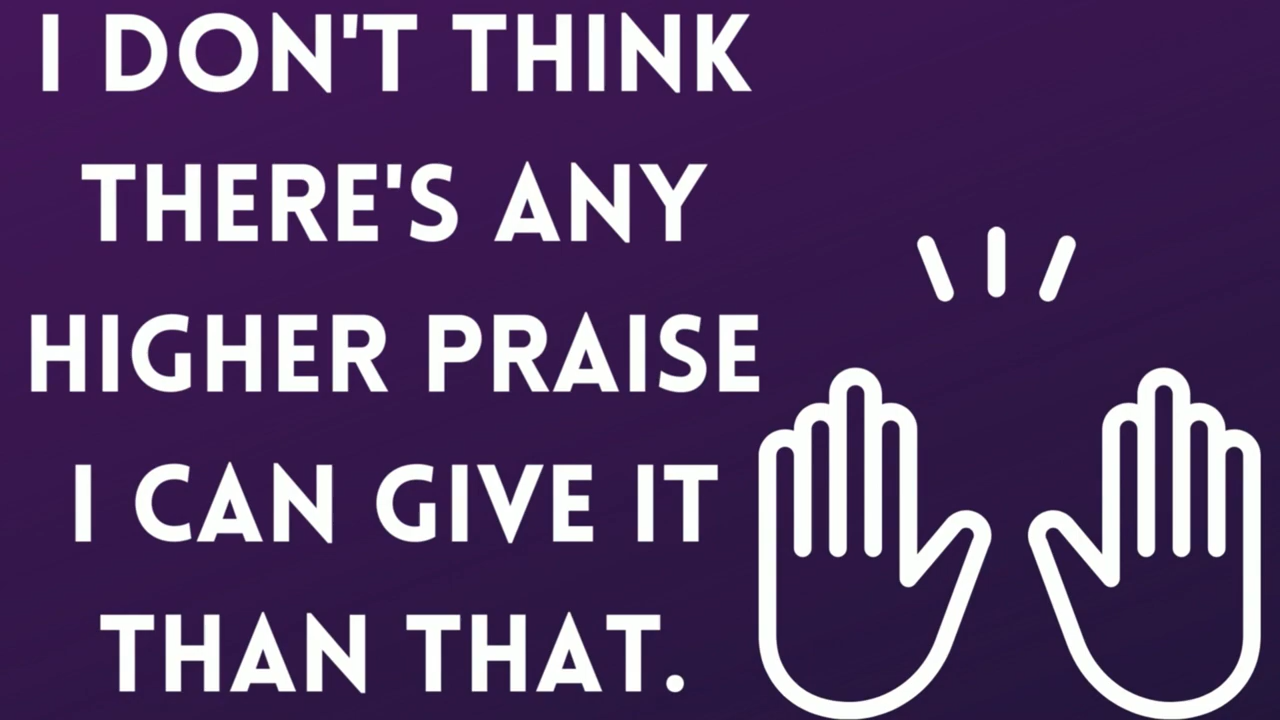 I DON'T THINK
THERE'S ANY
HIGHER PRAISE
I CAN GIVE IT
THAN THAT.